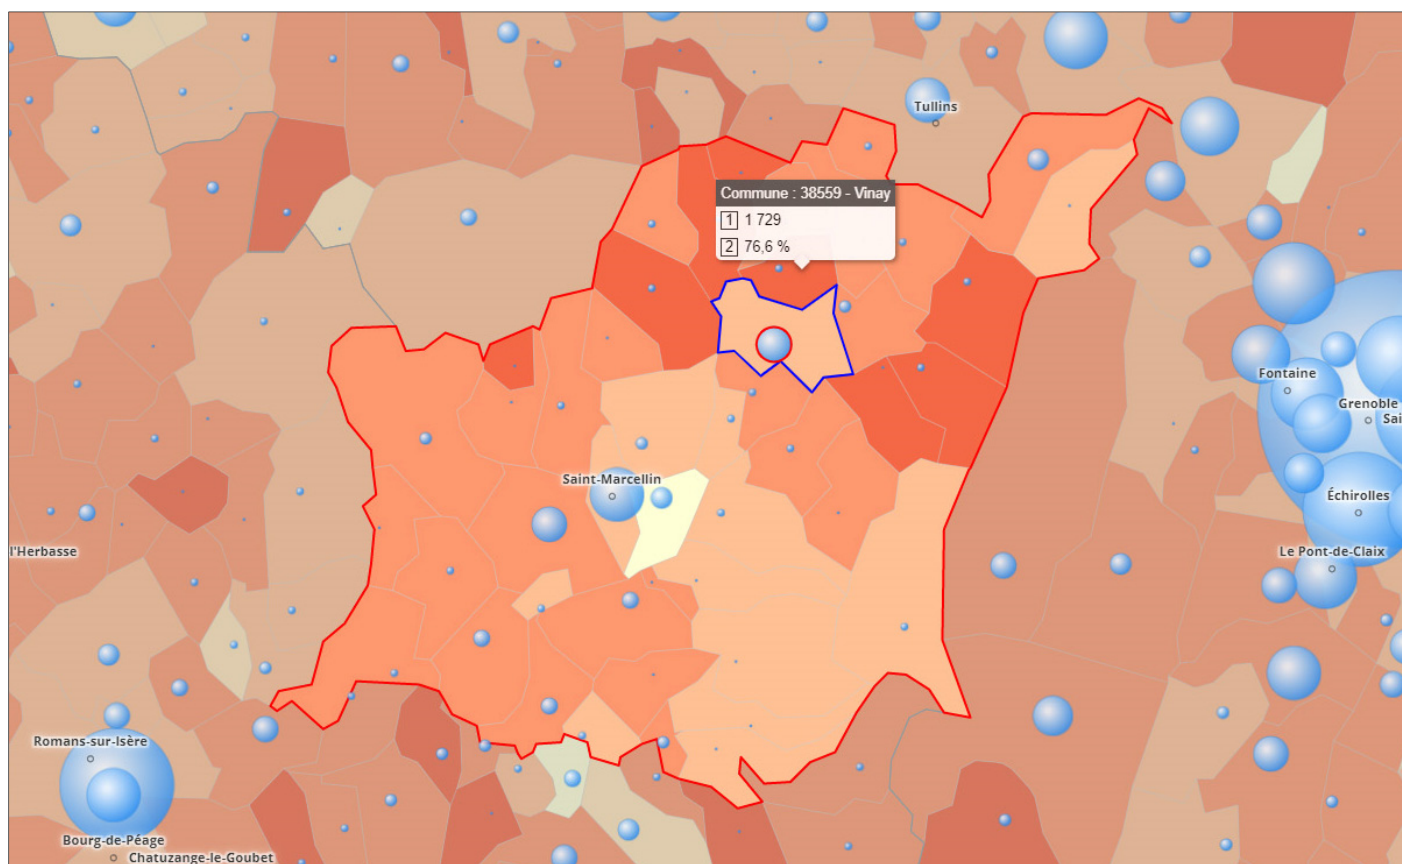 Tullins
Commune : 38559 - Vinay
1 1 729
2 76,6 %
Fontaine
Grenoble
Sai
Saint-Marcellin
Échirolles
l'Herbasse
Le Pont-de-Claix
Romans-sur-Isère
Bourg-de-Péage
Chatuzange-le-Goubet